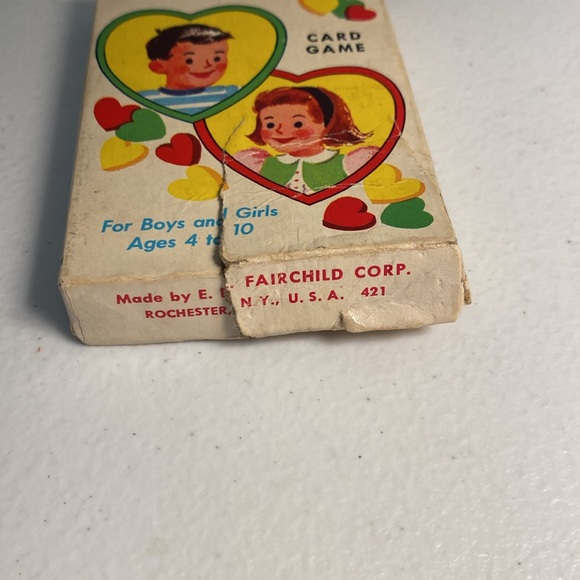 CARD
GAME
For Boys and Girls
Ages 4 to 10
Made by E. E. FAIRCHILD CORP.
ROCHESTER, N.Y., U.S.A. 421